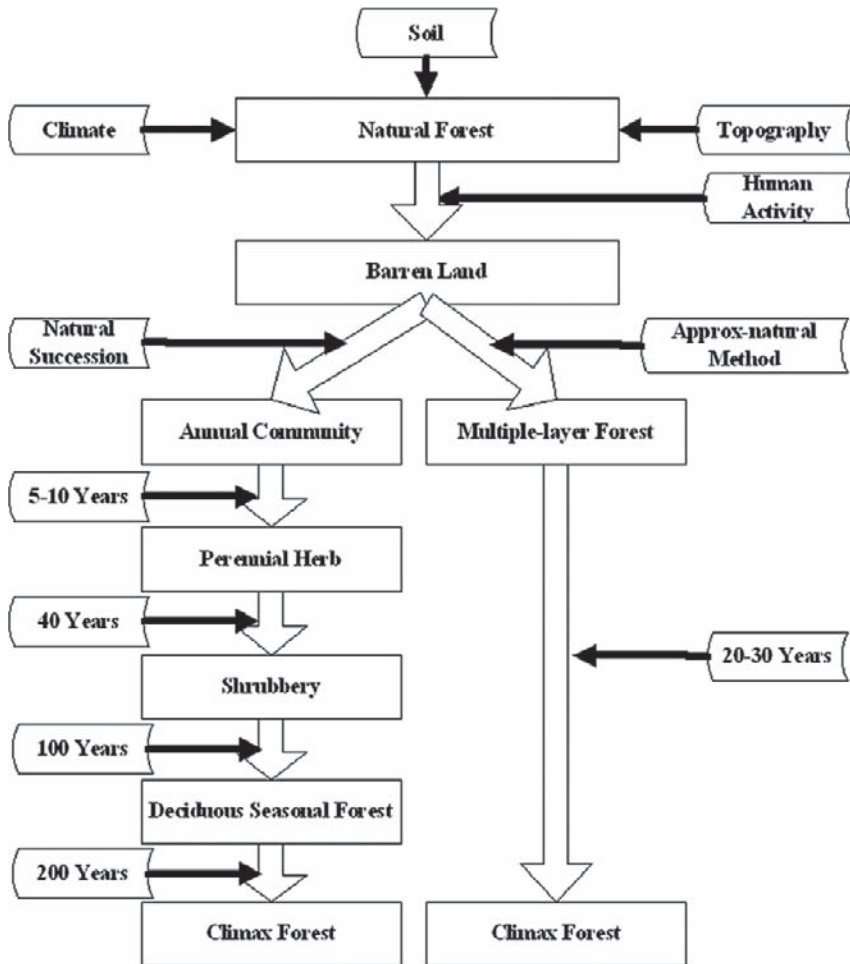 Soil
Climate
Natural Forest
Topography
Human
Activity
Barren Land
Natural
Succession
Approx-natural
Method
Annual Community
Multiple-layer Forest
5-10 Years
Perennial Herb
40 Years
20-30 Years
Shrubbery
100 Years
Deciduous Seasonal Forest
200 Years
Climax Forest
Climax Forest